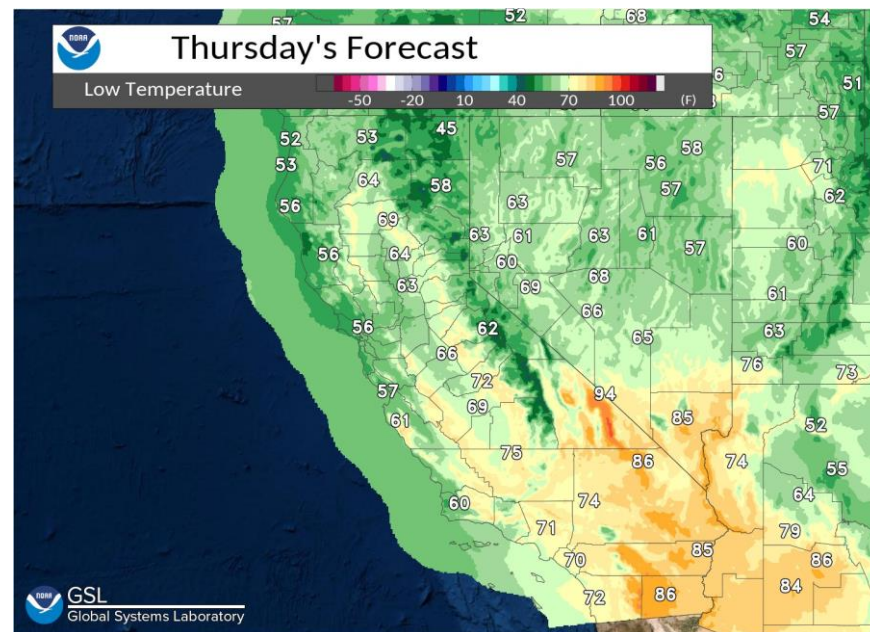 57 52 68 54
NOAA
Thursday's Forecast
57
Low Temperature
-50 -20 10 40 70 100 (F)
6 51
57
52 53 45 58
53 57 56 71
64 58 57 62
56 69 63
63 61 63 61 57 60
56 64 60
63 69 68 61
56 62 66 63
66 65 76 73
57 72 94
61 69 85 52
75 86 74 55
60 74 64
71 79
70 85 86
72 86 84
NOAA
GSL
Global Systems Laboratory